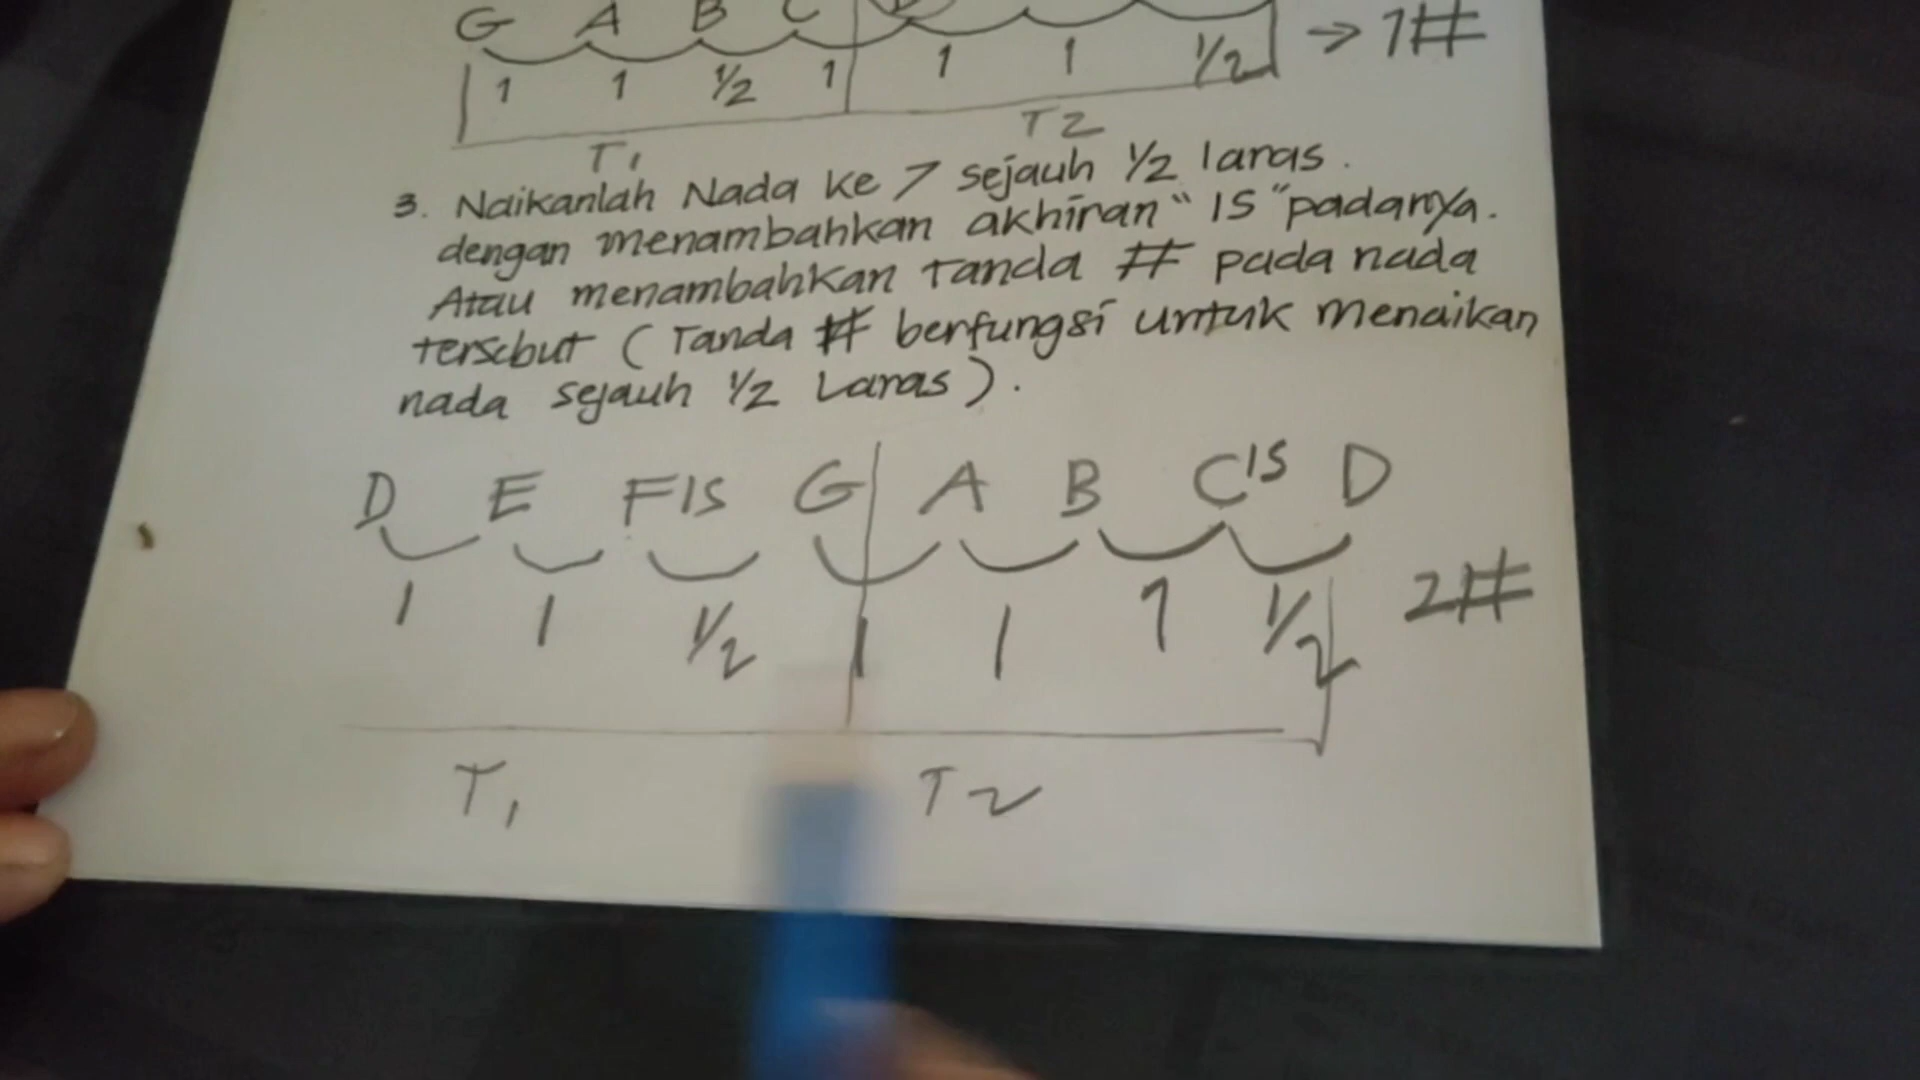 G A B C D → 1#
1 1 ½ 1 1 1 ½
T1 T2
3. Naikanlah Nada ke 7 sejauh ½ laras.
dengan menambahkan akhiran "IS" padanya.
Atau menambahkan Tanda # pada nada
tersebut (Tanda # berfungsi untuk menaikan
nada sejauh ½ Laras).
D E FIS G A B CIS D
1 1 ½ 1 1 1 ½ 2#
T1 T2